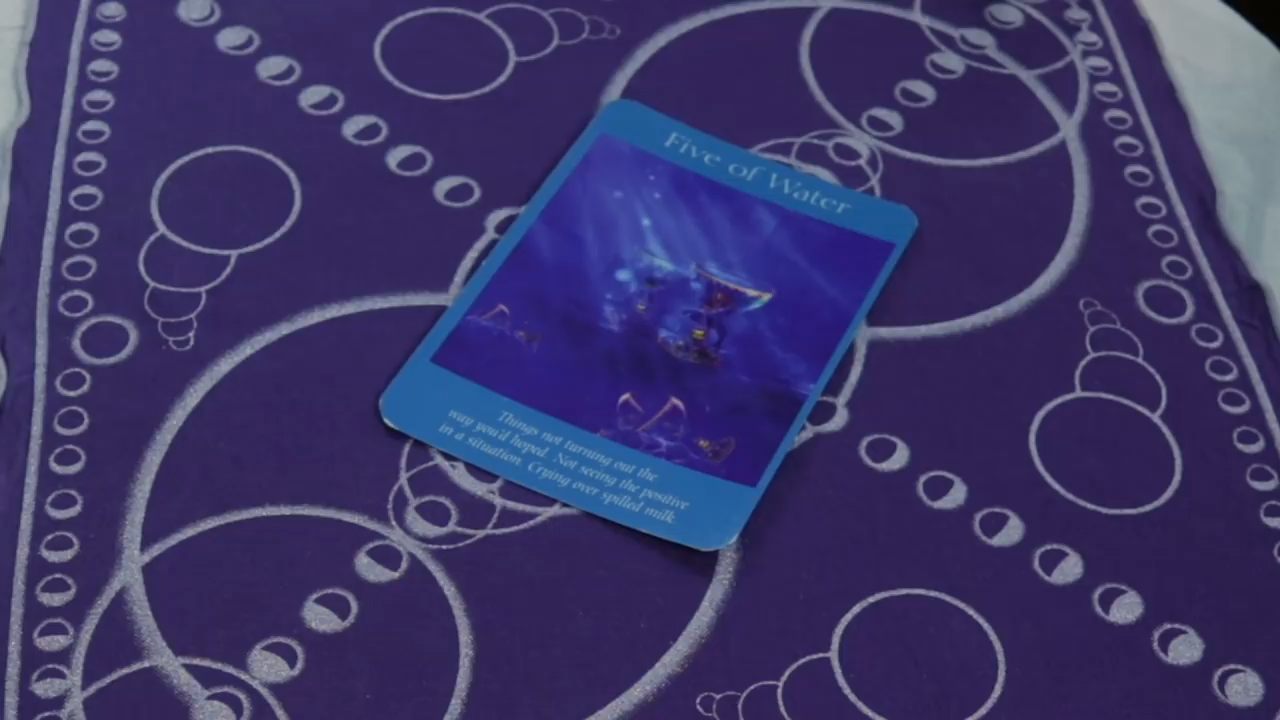 Five of Water
Things not turning out the
way you'd hoped. Not seeing the positive
in a situation. Crying over spilled milk.